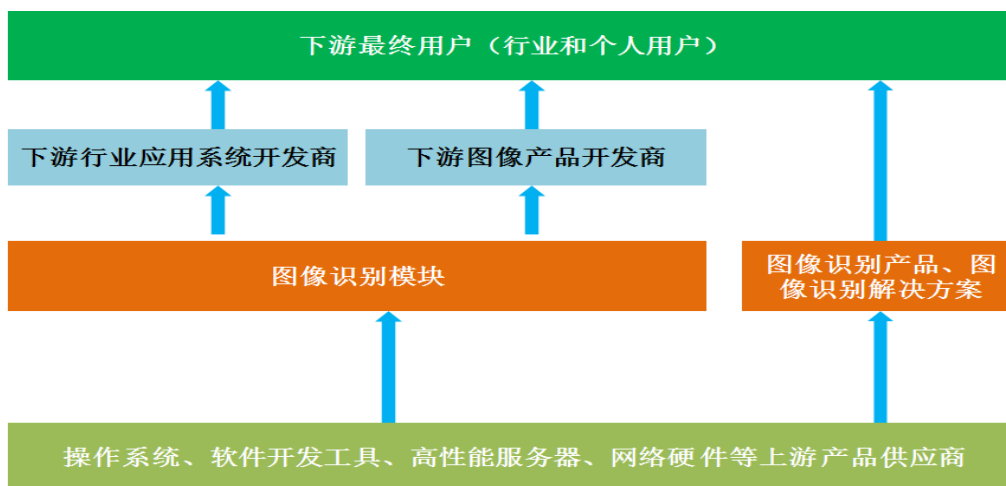 下游最终用户（行业和个人用户）
下游行业应用系统开发商
下游图像产品开发商
图像识别模块
图像识别产品、图
像识别解决方案
操作系统、软件开发工具、高性能服务器、网络硬件等上游产品供应商